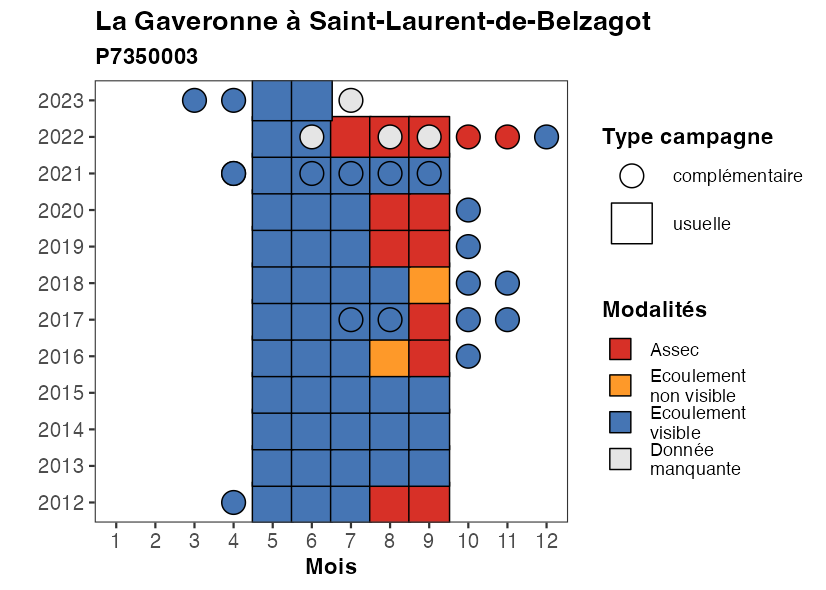 La Gaveronne à Saint-Laurent-de-Belzagot
P7350003
2023
2022
2021
2020
2019
2018
2017
2016
2015
2014
2013
2012
1 2 3 4 5 6 7 8 9 10 11 12
Mois
Type campagne
complémentaire
usuelle
Modalités
Assec
Ecoulement
non visible
Ecoulement
visible
Donnée
manquante